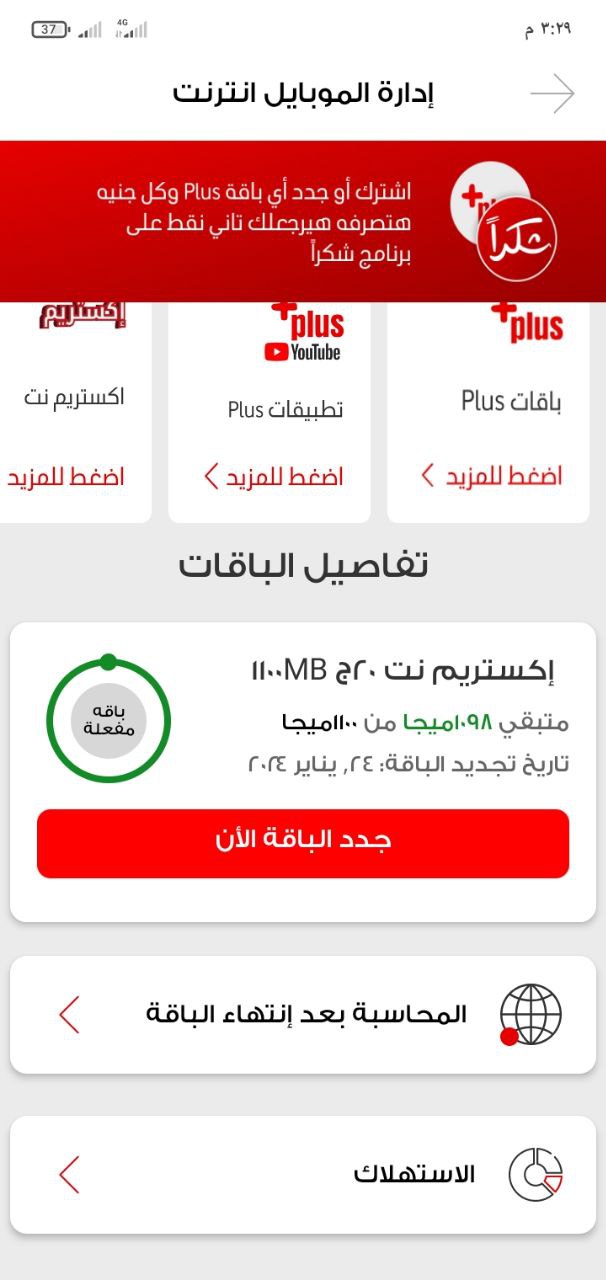 ٣:٢٩ م
4G
37
إدارة الموبايل انترنت
اشترك أو جدد أي باقة Plus وكل جنيه
هتصرفه هيرجعلك تاني نقط على
برنامج شكراً
+plus
شكراً
+plus
باقات Plus
اضغط للمزيد
+plus
YouTube
تطبيقات Plus
اضغط للمزيد
إكستريم
اكستريم نت
اضغط للمزيد
تفاصيل الباقات
إكستريم نت ٢٠ج ١١٠٠MB
متبقي ١٠٩٨ميجا من ١١٠٠ميجا
تاريخ تجديد الباقة: ٢٤, يناير ٢٠٢٤
باقه
مفعلة
جدد الباقة الأن
المحاسبة بعد إنتهاء الباقة
الاستهلاك